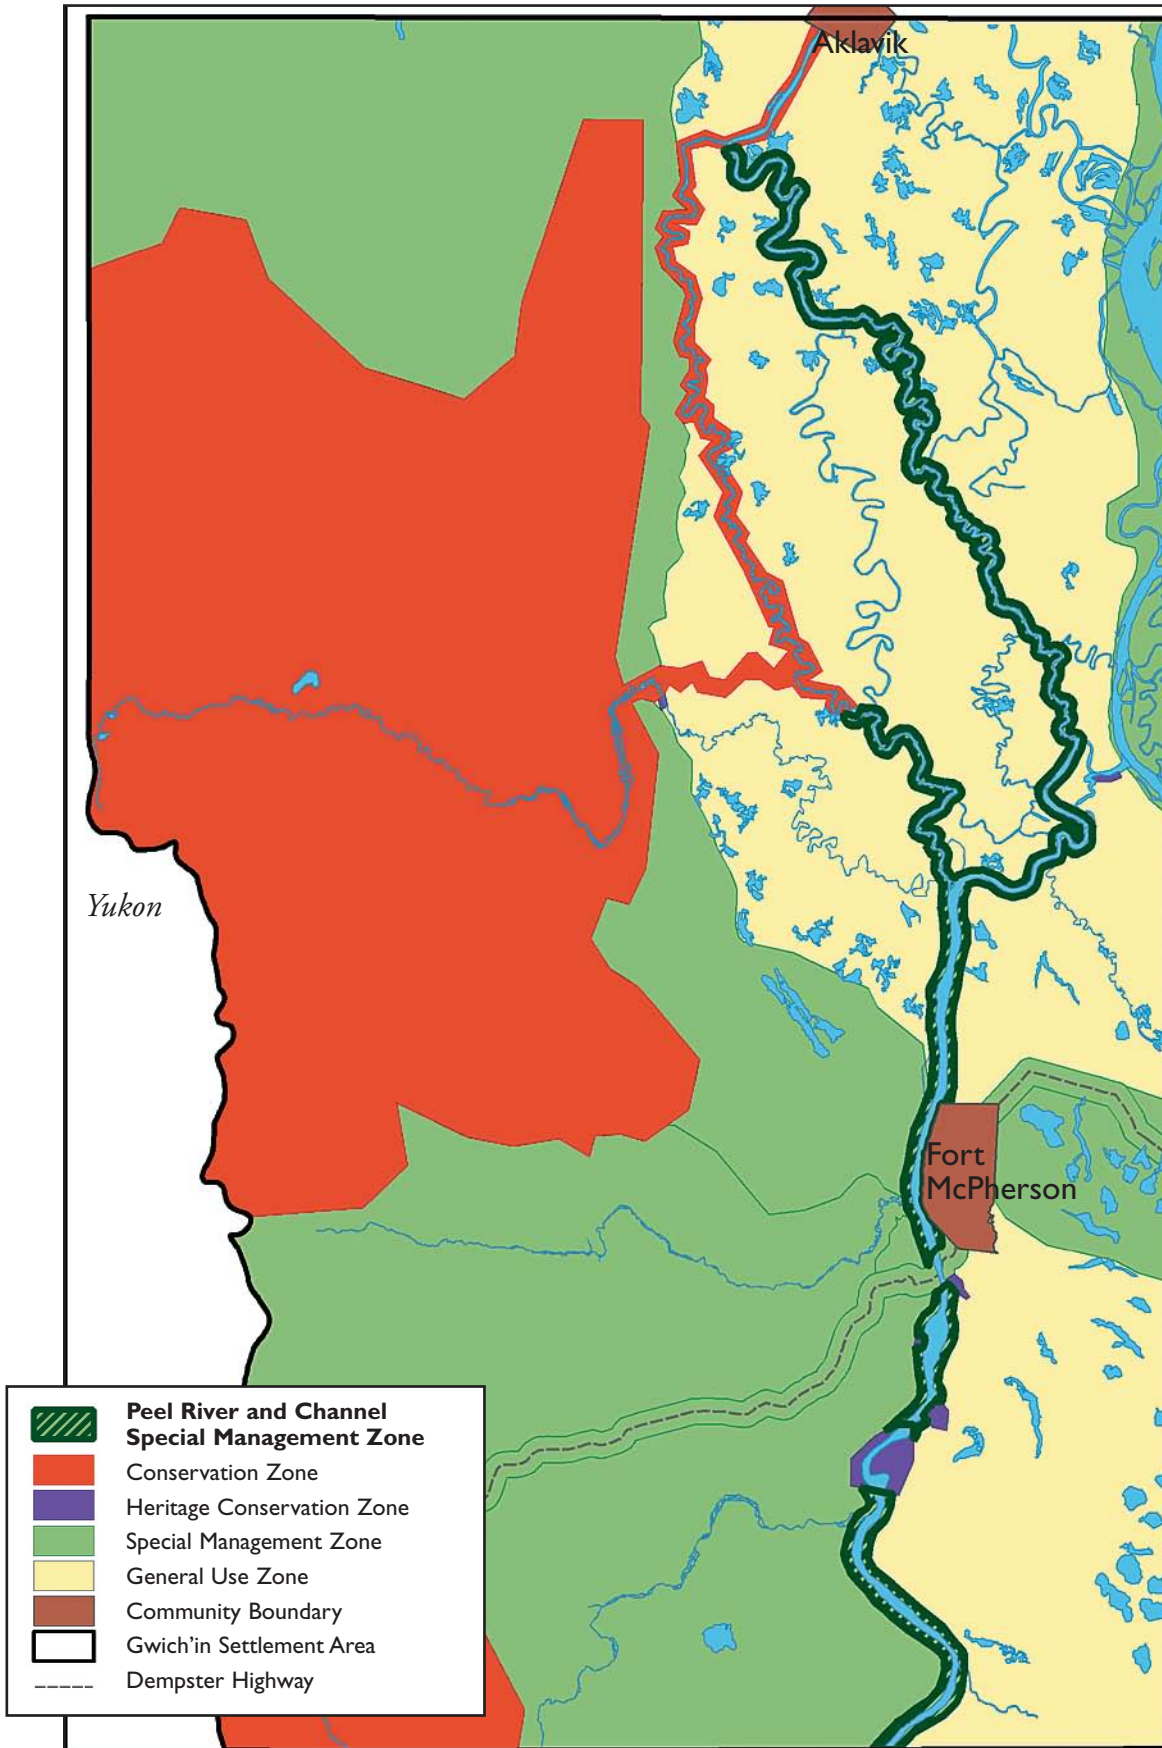 Aklavik
Yukon
Fort
McPherson
Peel River and Channel
Special Management Zone
Conservation Zone
Heritage Conservation Zone
Special Management Zone
General Use Zone
Community Boundary
Gwich'in Settlement Area
Dempster Highway